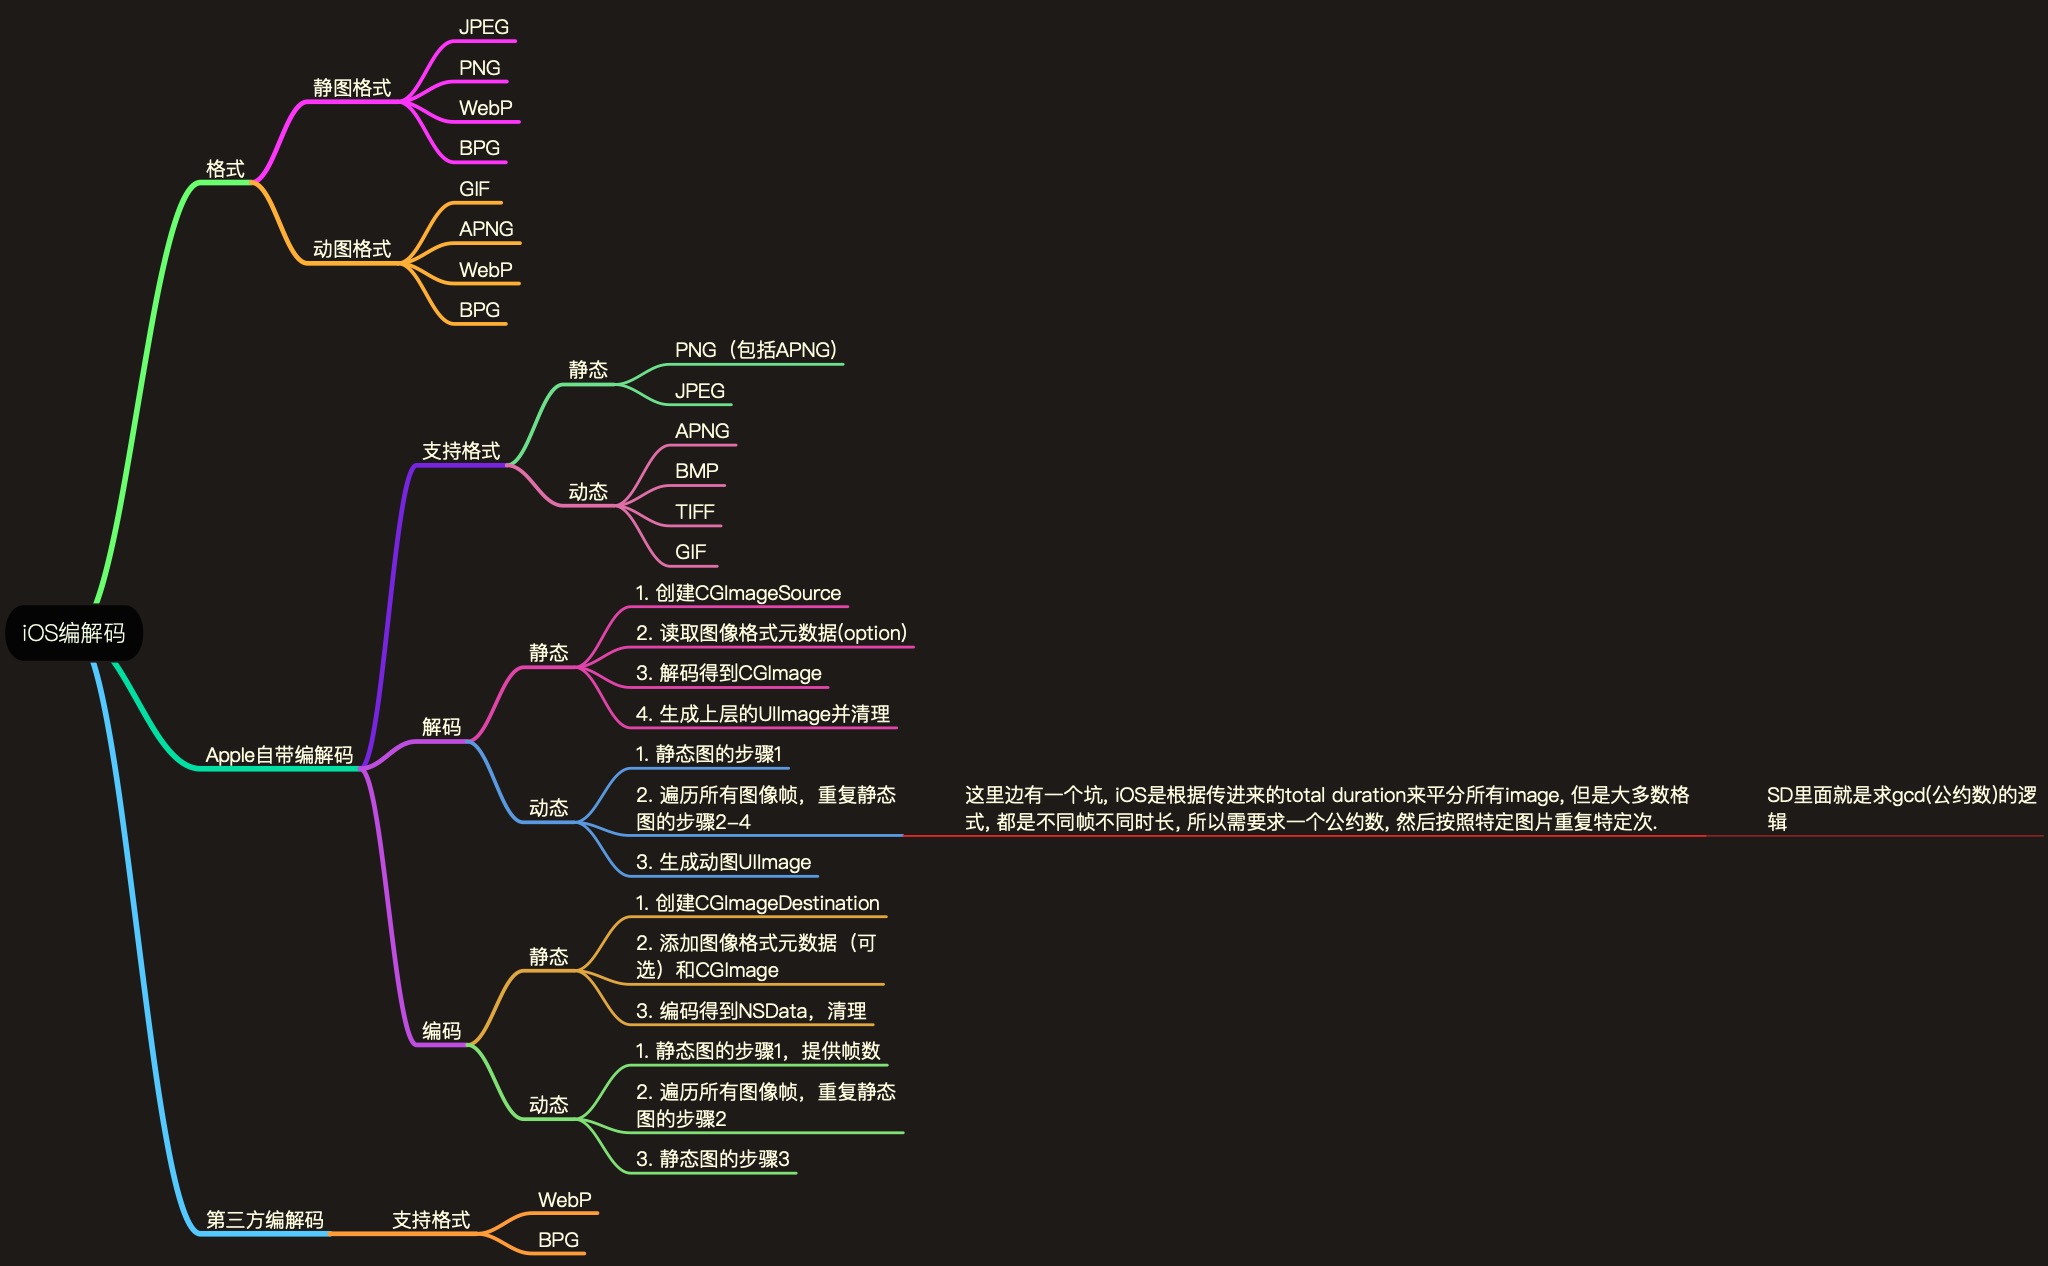 JPEG
PNG
静图格式
WebP
BPG
格式
GIF
APNG
动图格式
WebP
BPG
PNG（包括APNG）
静态
JPEG
APNG
支持格式
BMP
动态
TIFF
GIF
1. 创建CGImageSource
iOS编解码
2. 读取图像格式元数据(option)
静态
3. 解码得到CGImage
4. 生成上层的UIImage并清理
解码
Apple自带编解码
1. 静态图的步骤1
动态
2. 遍历所有图像帧，重复静态
图的步骤2-4
这里边有一个坑, iOS是根据传进来的total duration来平分所有image, 但是大多数格
式, 都是不同帧不同时长, 所以需要求一个公约数, 然后按照特定图片重复特定次.
SD里面就是求gcd(公约数)的逻
辑
3. 生成动图UIImage
1. 创建CGImageDestination
静态
2. 添加图像格式元数据（可
选）和CGImage
3. 编码得到NSData，清理
编码
1. 静态图的步骤1，提供帧数
动态
2. 遍历所有图像帧，重复静态
图的步骤2
3. 静态图的步骤3
第三方编解码
支持格式
WebP
BPG